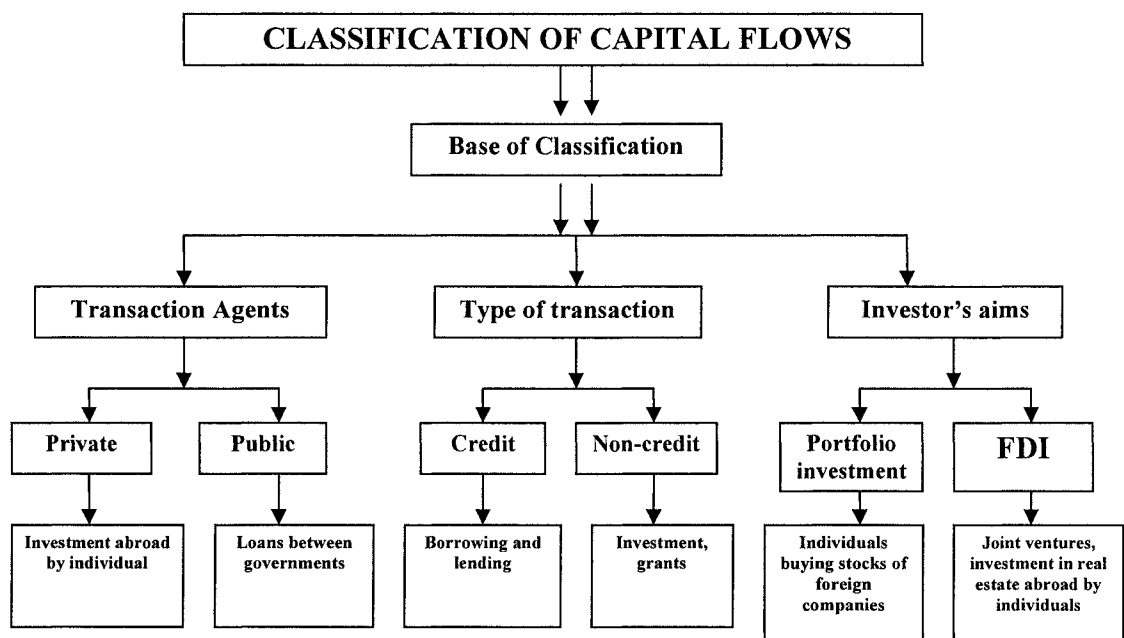 CLASSIFICATION OF CAPITAL FLOWS
Base of Classification
Transaction Agents
Type of transaction
Investor's aims
Private
Public
Credit
Non-credit
Portfolio
investment
FDI
Investment abroad
by individual
Loans between
governments
Borrowing and
lending
Investment,
grants
Individuals
buying stocks of
foreign
companies
Joint ventures,
investment in real
estate abroad by
individuals